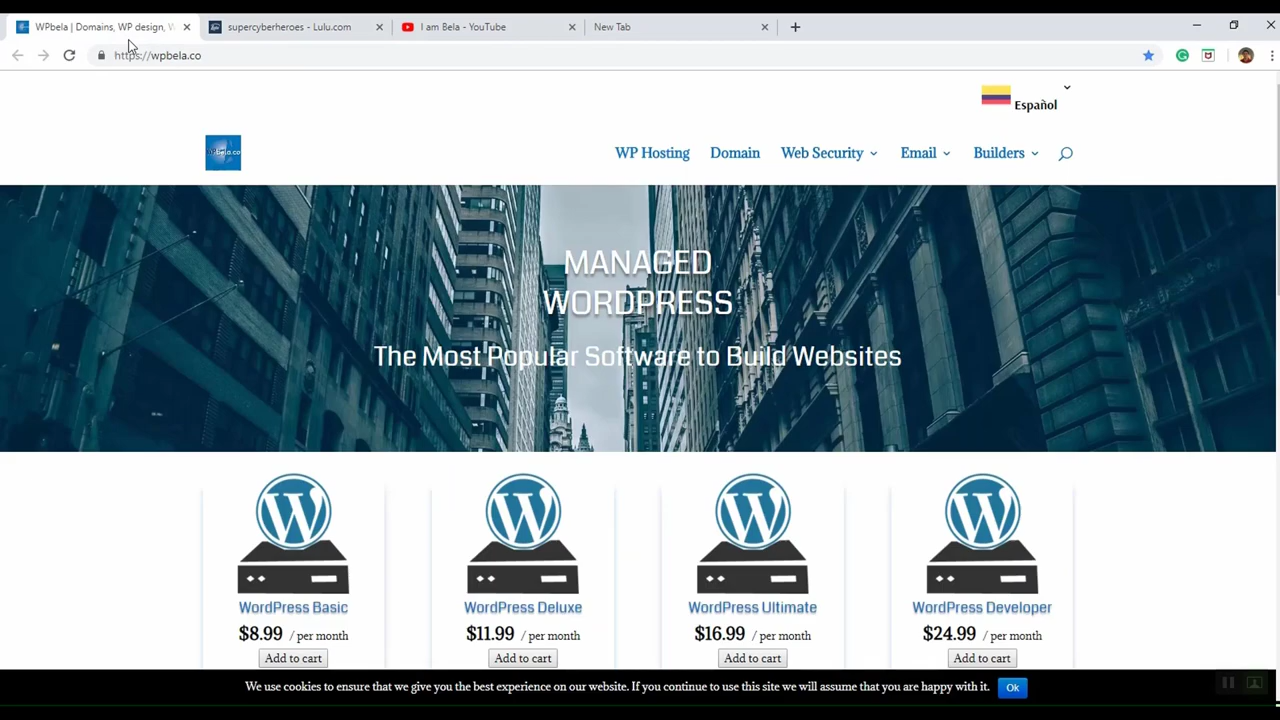 WPbela | Domains, WP design, W
supercyberheroes - Lulu.com
I am Bela - YouTube
New Tab
https://wpbela.co
Español
WPbela.co
WP Hosting
Domain
Web Security
Email
Builders
MANAGED
WORDPRESS
The Most Popular Software to Build Websites
WordPress Basic
$8.99 / per month
Add to cart
WordPress Deluxe
$11.99 / per month
Add to cart
WordPress Ultimate
$16.99 / per month
Add to cart
WordPress Developer
$24.99 / per month
Add to cart
We use cookies to ensure that we give you the best experience on our website. If you continue to use this site we will assume that you are happy with it.
Ok